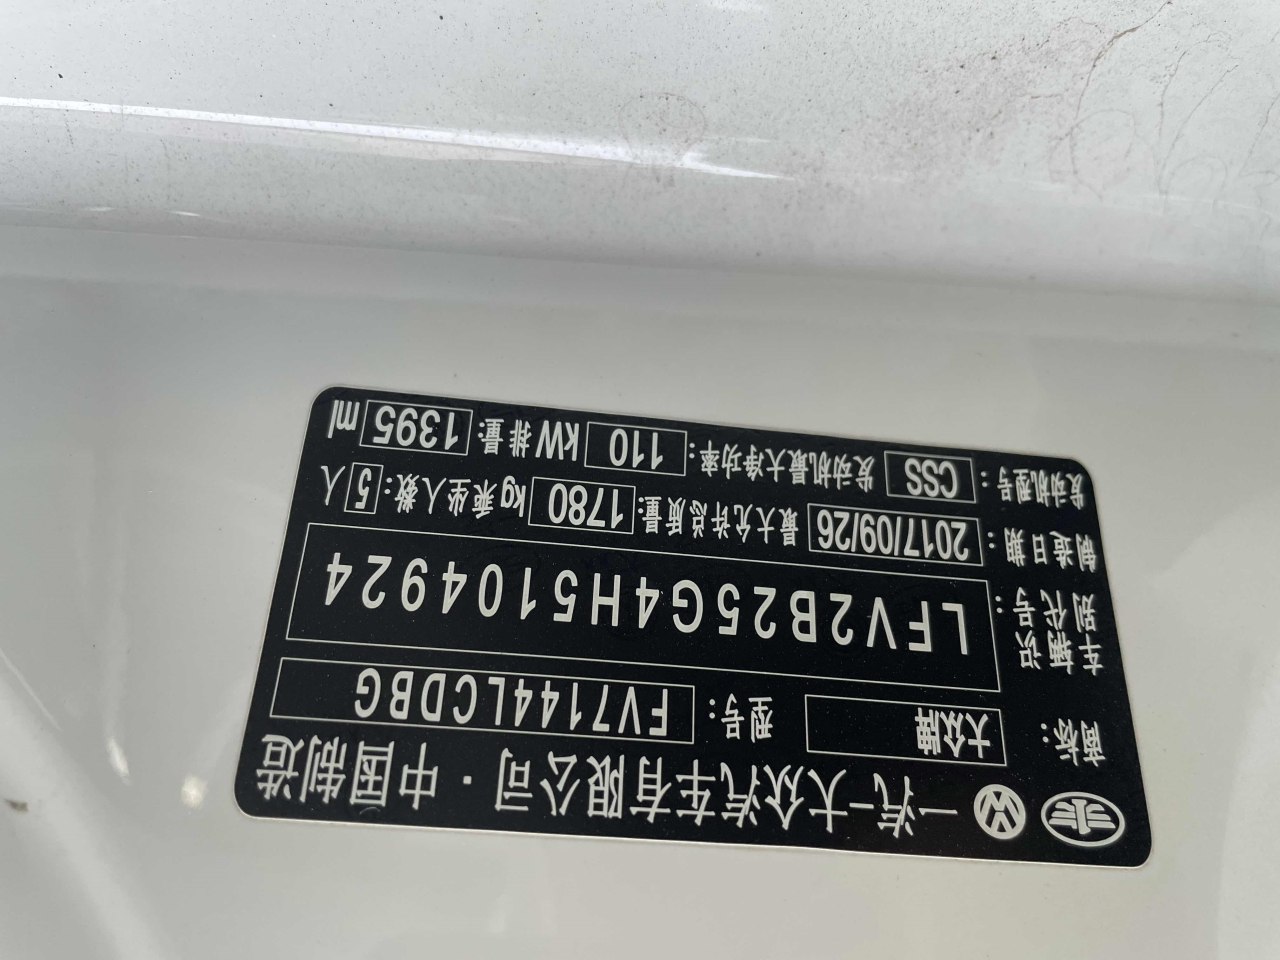 一汽-大众汽车有限公司·中国制造
商标: 大众牌 型号: FV7144LCDBG
车辆识别代号: LFV2B25G4H5104924
制造日期: 2017/09/26 最大允许总质量: 1780 kg 乘坐人数: 5 人
发动机型号: CSS 发动机最大净功率: 110 kW 排量: 1395 ml